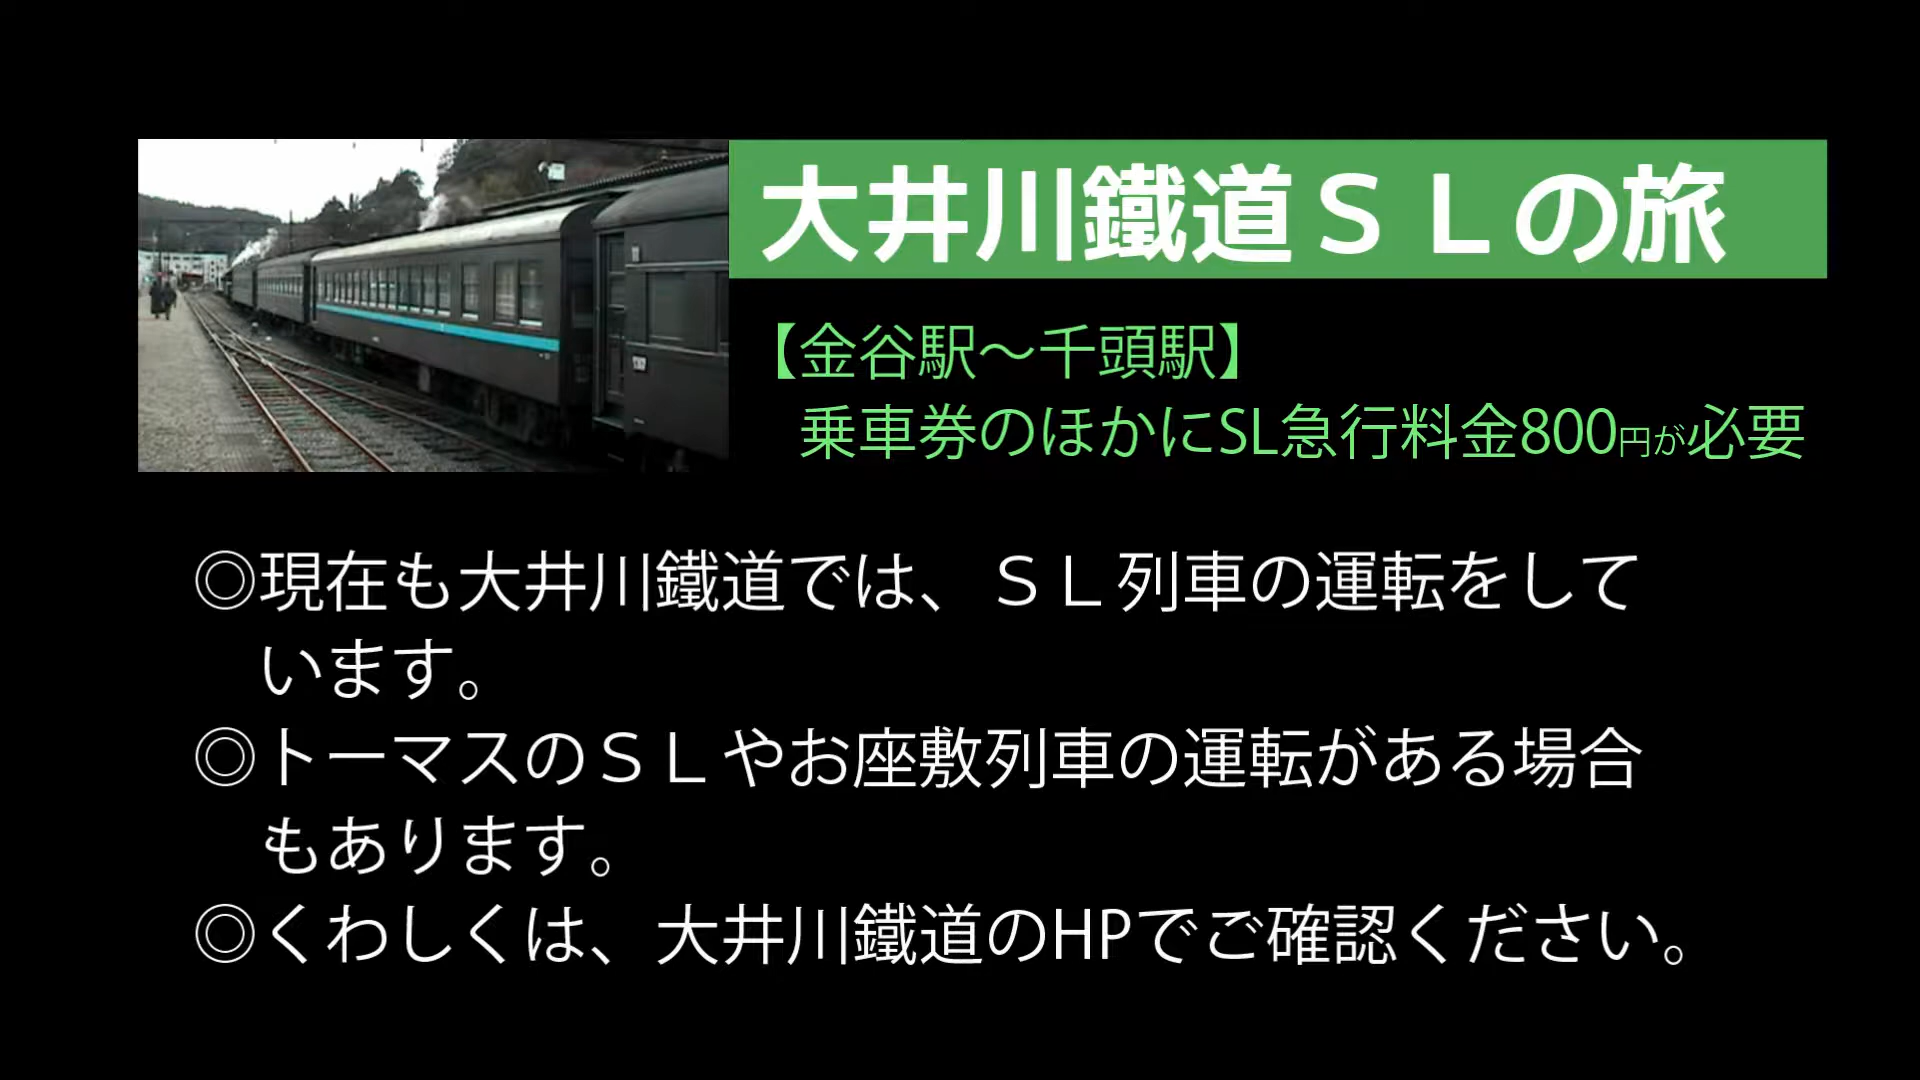 大井川鐵道ＳＬの旅
【金谷駅～千頭駅】
乗車券のほかにSL急行料金800円が必要
◎現在も大井川鐵道では、ＳＬ列車の運転をして
います。
◎トーマスのＳＬやお座敷列車の運転がある場合
もあります。
◎くわしくは、大井川鐵道のHPでご確認ください。